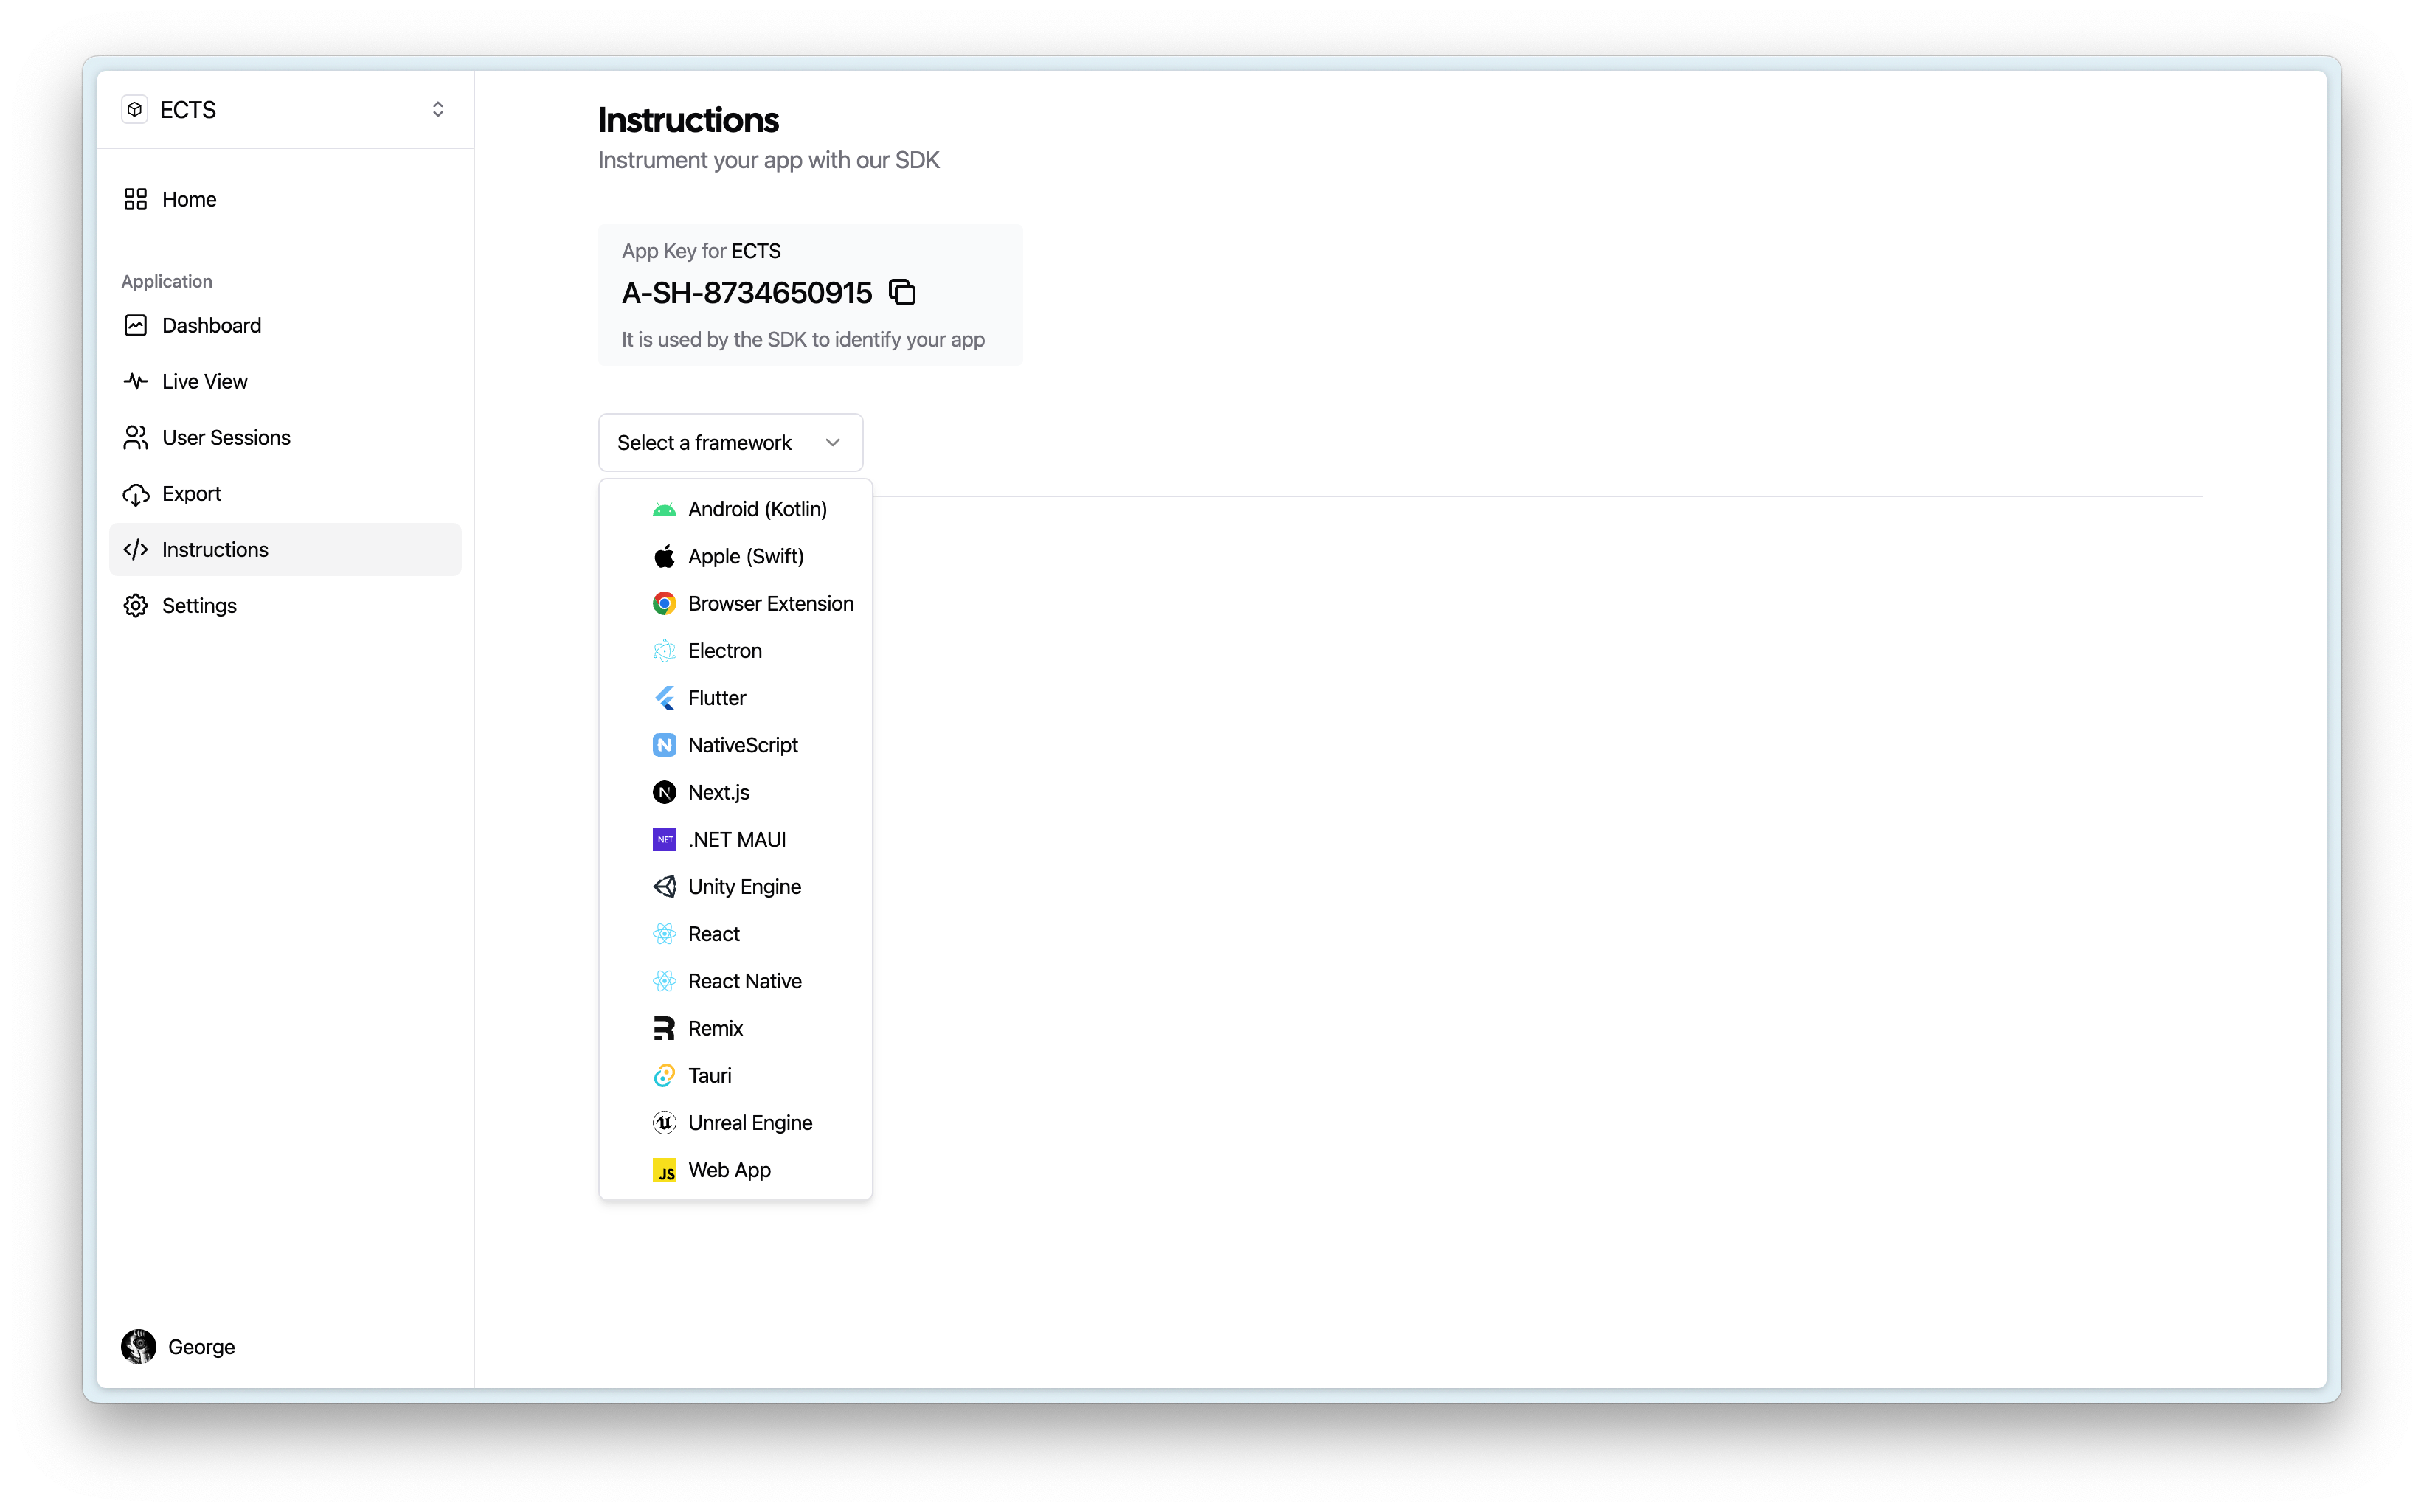 ECTS
Home
Application
Dashboard
Live View
User Sessions
Export
Instructions
Settings
George
Instructions
Instrument your app with our SDK
App Key for ECTS
A-SH-8734650915
It is used by the SDK to identify your app
Select a framework
Android (Kotlin)
Apple (Swift)
Browser Extension
Electron
Flutter
N NativeScript
N Next.js
.NET .NET MAUI
Unity Engine
React
React Native
R Remix
Tauri
U Unreal Engine
JS Web App